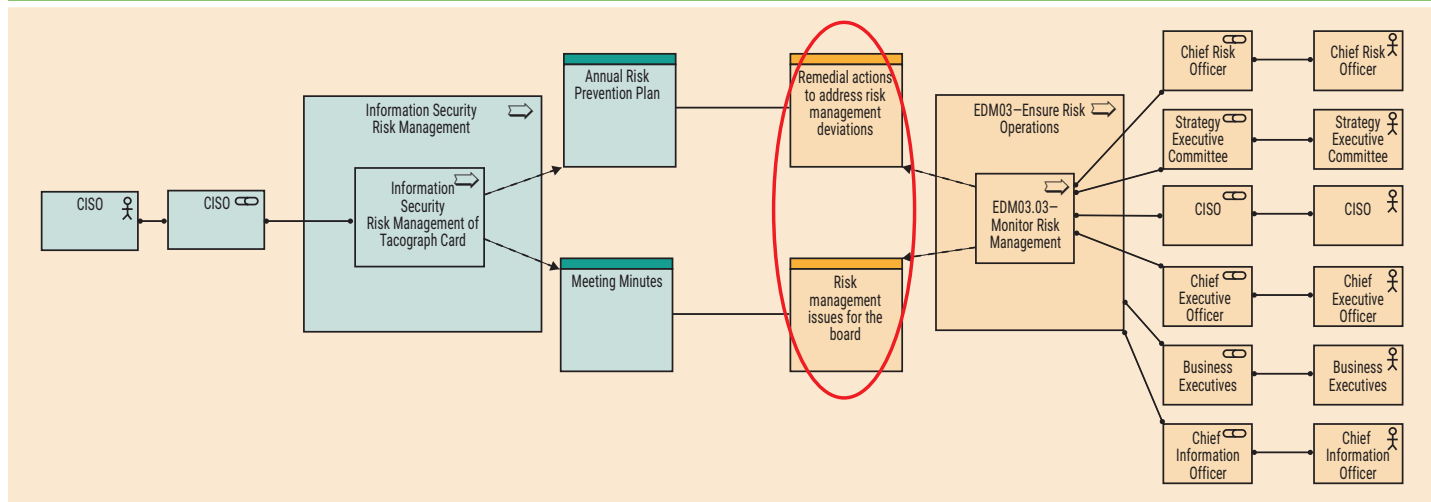 CISO
CISO
Information Security
Risk Management
Information
Security
Risk Management of
Tacograph Card
Annual Risk
Prevention Plan
Meeting Minutes
Remedial actions
to address risk
management
deviations
Risk
management
issues for the
board
EDM03—Ensure Risk
Operations
EDM03.03—
Monitor Risk
Management
Chief Risk
Officer
Chief Risk
Officer
Strategy
Executive
Committee
Strategy
Executive
Committee
CISO
CISO
Chief
Executive
Officer
Chief
Executive
Officer
Business
Executives
Business
Executives
Chief
Information
Officer
Chief
Information
Officer